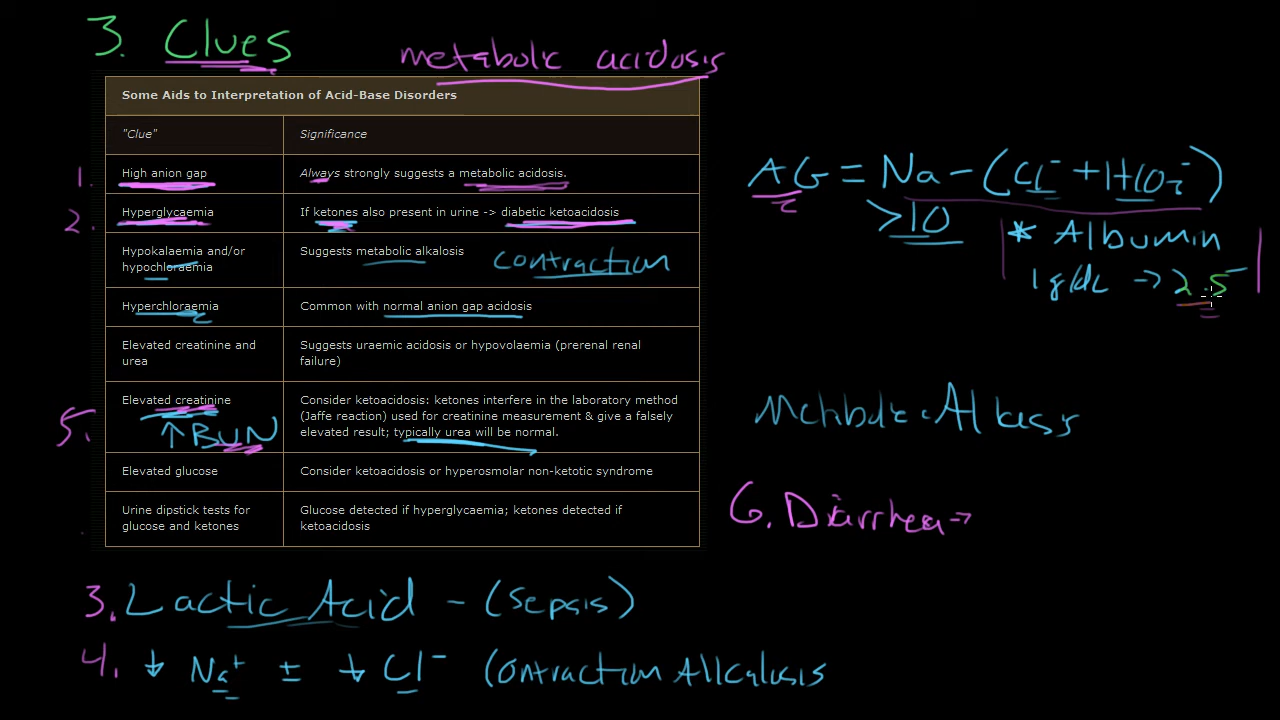 3. Clues
metabolic acidosis
Some Aids to Interpretation of Acid-Base Disorders
"Clue" Significance
1. High anion gap Always strongly suggests a metabolic acidosis.
2. Hyperglycaemia If ketones also present in urine -> diabetic ketoacidosis
Hypokalaemia and/or
hypochloraemia
Suggests metabolic alkalosis contraction
Hyperchloraemia Common with normal anion gap acidosis
Elevated creatinine and
urea
Suggests uraemic acidosis or hypovolaemia (prerenal renal
failure)
5. Elevated creatinine
↑ BUN
Consider ketoacidosis: ketones interfere in the laboratory method
(Jaffe reaction) used for creatinine measurement & give a falsely
elevated result; typically urea will be normal.
Elevated glucose Consider ketoacidosis or hyperosmolar non-ketotic syndrome
Urine dipstick tests for
glucose and ketones
Glucose detected if hyperglycaemia; ketones detected if
ketoacidosis
3. Lactic Acid - (Sepsis)
4. ↓ Na+ ± ↓ Cl- Contraction Alkalosis
AG = Na - (Cl- +
>10
* Albumin
1 g/dL -> 2.5
6. Diarrhea ->